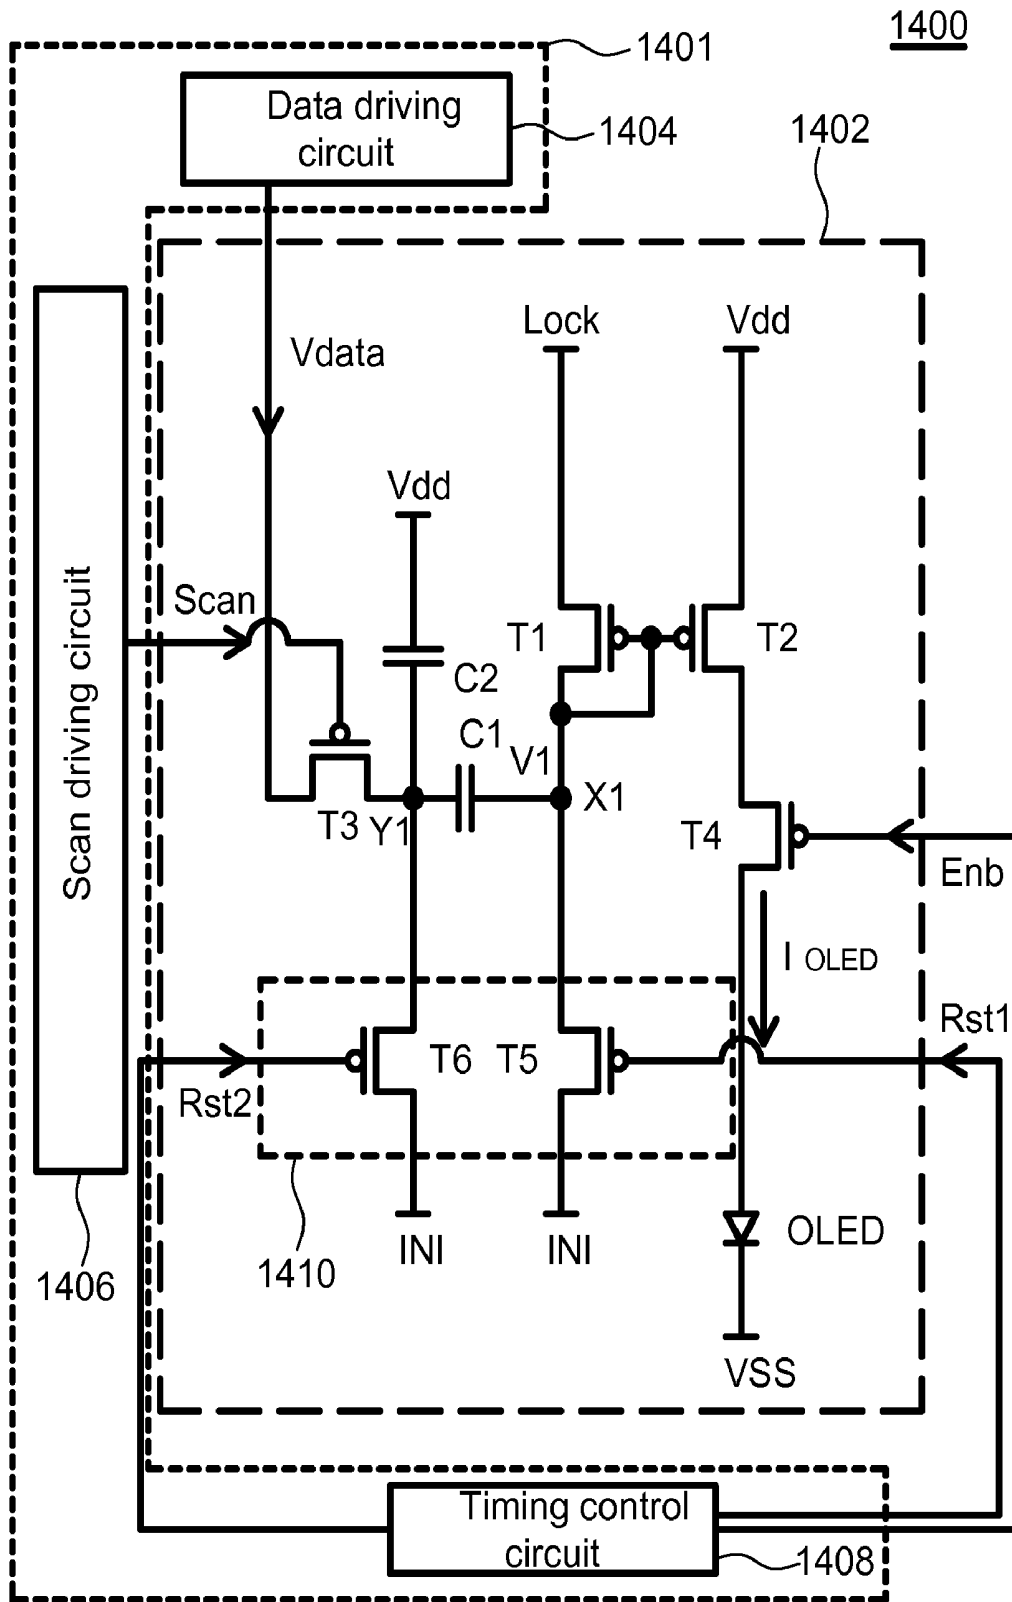 1400
1401
Data driving
circuit
1404
1402
Lock
Vdd
Vdata
Vdd
Scan
T1
T2
C2
C1
V1
X1
T3
Y1
T4
Enb
I OLED
Rst1
T6
T5
Rst2
Scan driving circuit
INI
INI
OLED
1410
1406
VSS
Timing control
circuit
1408